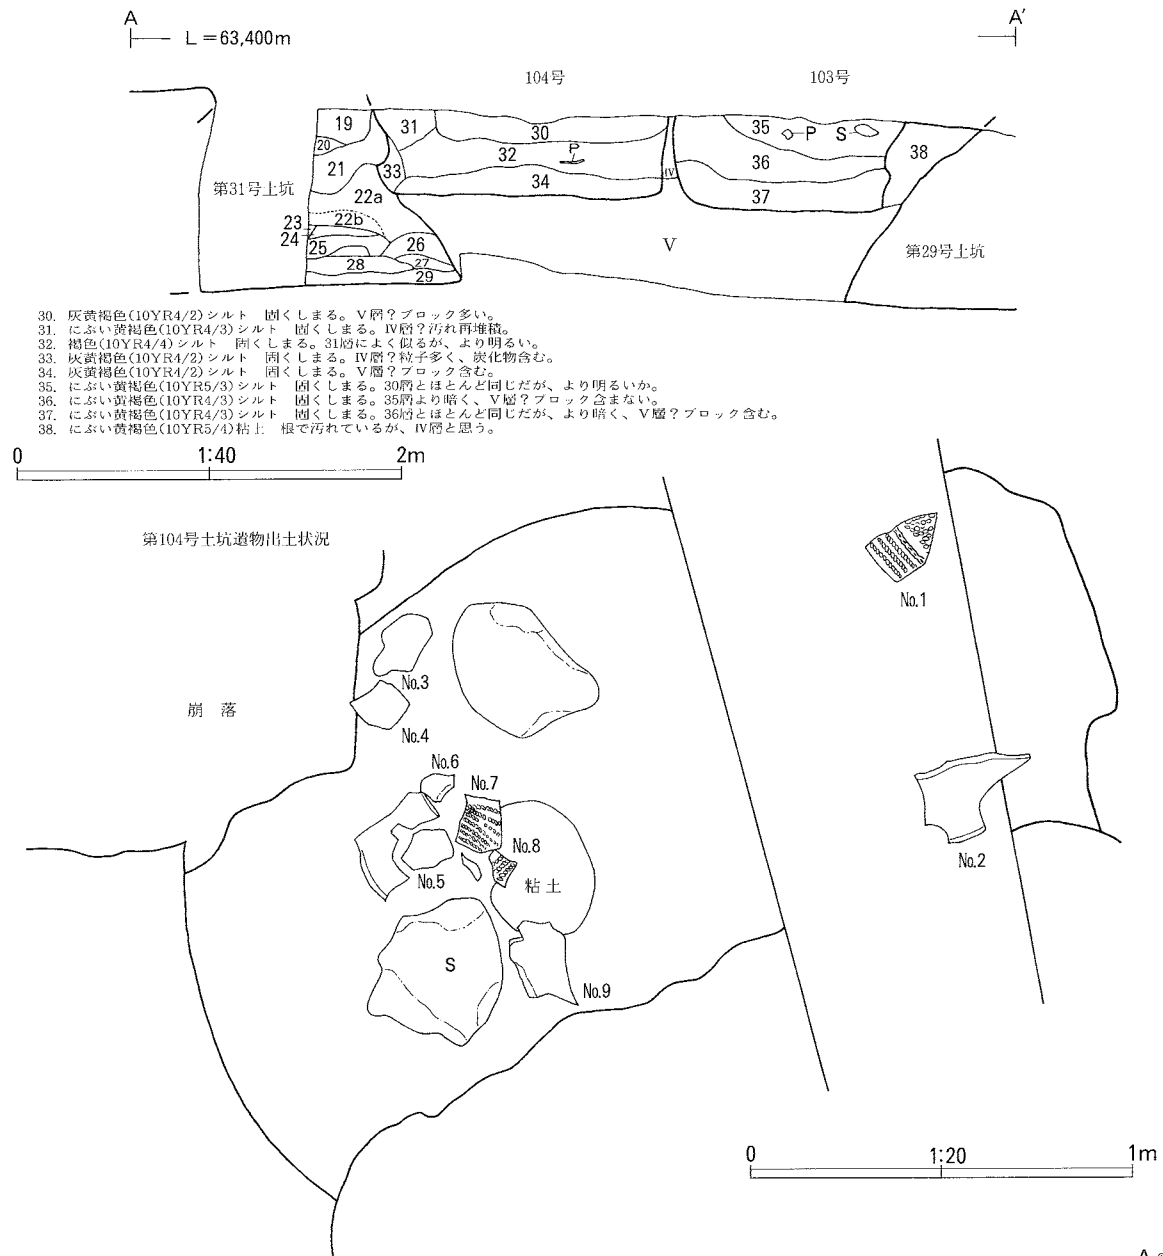 A A′
L＝63,400m
104号 103号
19 31 30 35 P S 38
20 32 P 36
21 33 34 IV 37
第31号土坑 22a
23 22b
24 26 V 第29号土坑
25 27
28 29
30. 灰黄褐色(10YR4/2)シルト 固くしまる。V層？ブロック多い。
31. にぶい黄褐色(10YR4/3)シルト 固くしまる。IV層？汚れ再堆積。
32. 褐色(10YR4/4)シルト 固くしまる。31層によく似るが、より明るい。
33. 灰黄褐色(10YR4/2)シルト 固くしまる。IV層？粒子多く、炭化物含む。
34. 灰黄褐色(10YR4/2)シルト 固くしまる。V層？ブロック含む。
35. にぶい黄褐色(10YR5/3)シルト 固くしまる。30層とほとんど同じだが、より明るいか。
36. にぶい黄褐色(10YR4/3)シルト 固くしまる。35層より暗く、V層？ブロック含まない。
37. にぶい黄褐色(10YR4/3)シルト 固くしまる。36層とほとんど同じだが、より暗く、V層？ブロック含む。
38. にぶい黄褐色(10YR5/4)粘土 根で汚れているが、IV層と思う。
0 1:40 2m
第104号土坑遺物出土状況
No.1
No.3
崩落
No.4
No.6
No.7
No.8
No.2
No.5
粘土
S
No.9
0 1:20 1m
A